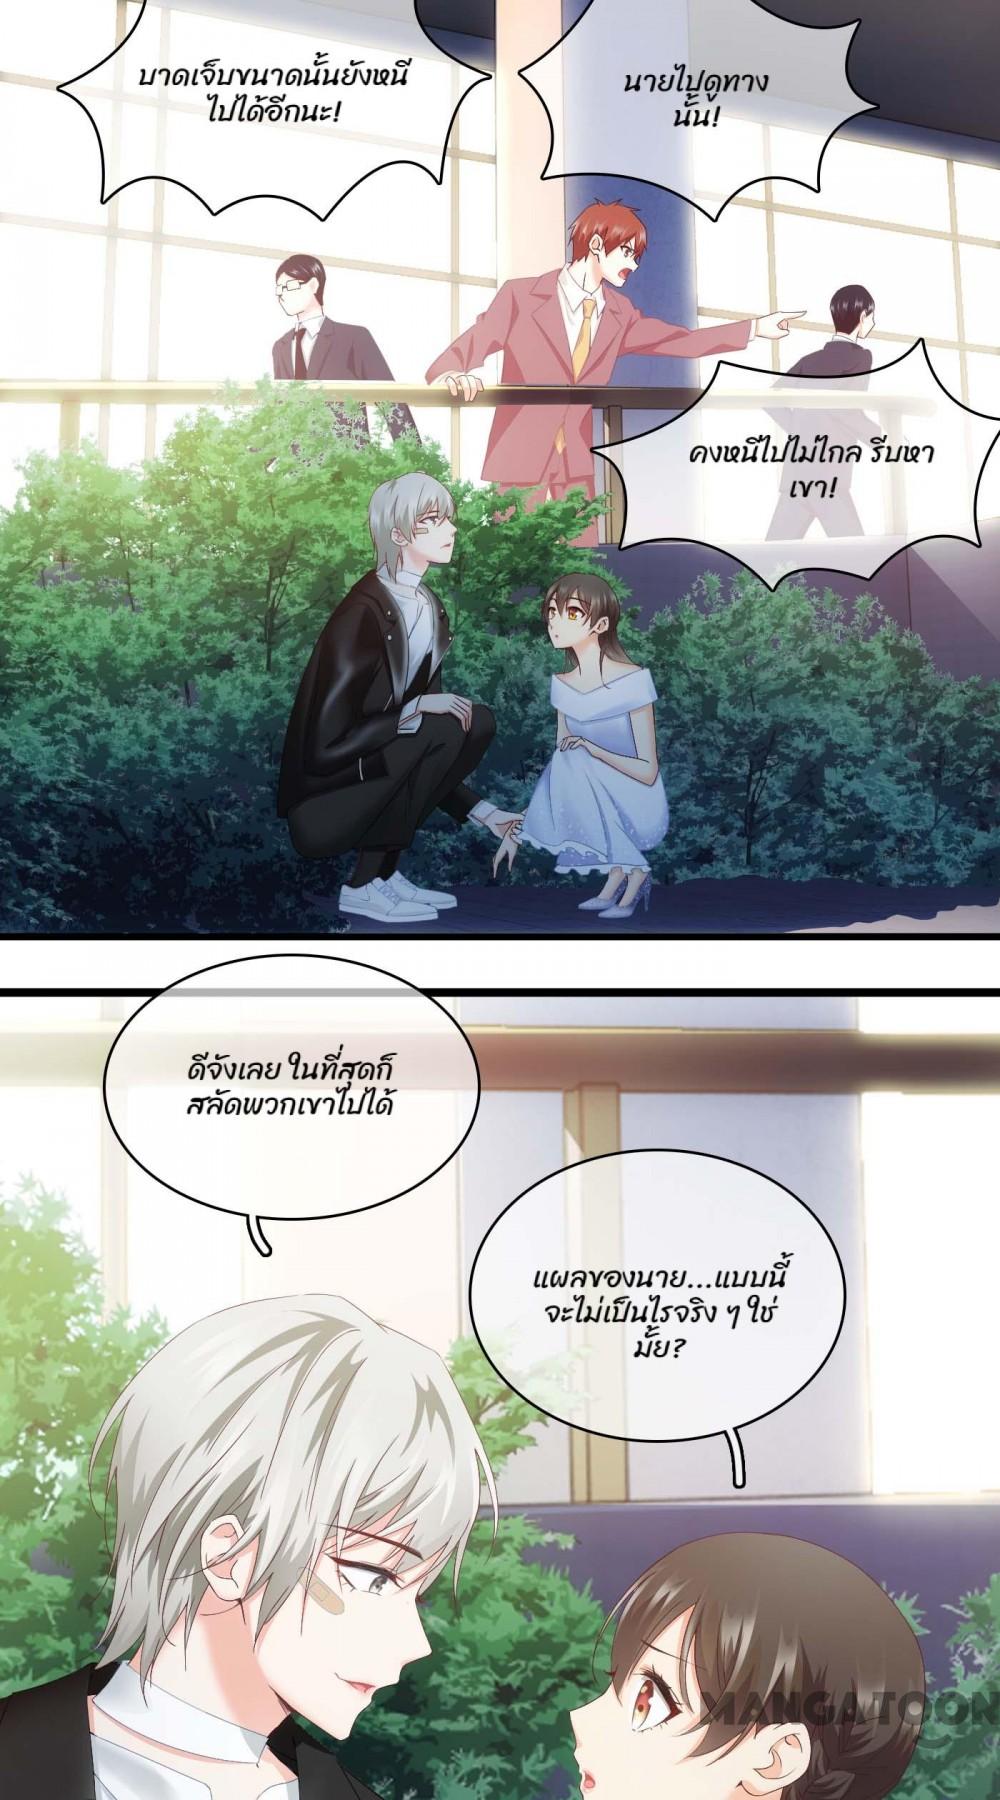 บาดเจ็บขนาดนั้นยังหนี
ไปได้อีกนะ!
นายไปดูทาง
นั้น!
คงหนีไปไม่ไกล รีบหา
เขา!
ดีจังเลย ในที่สุดก็
สลัดพวกเขาไปได้
แผลของนาย...แบบนี้
จะไม่เป็นไรจริง ๆ ใช่
มั้ย?
MANGATOON